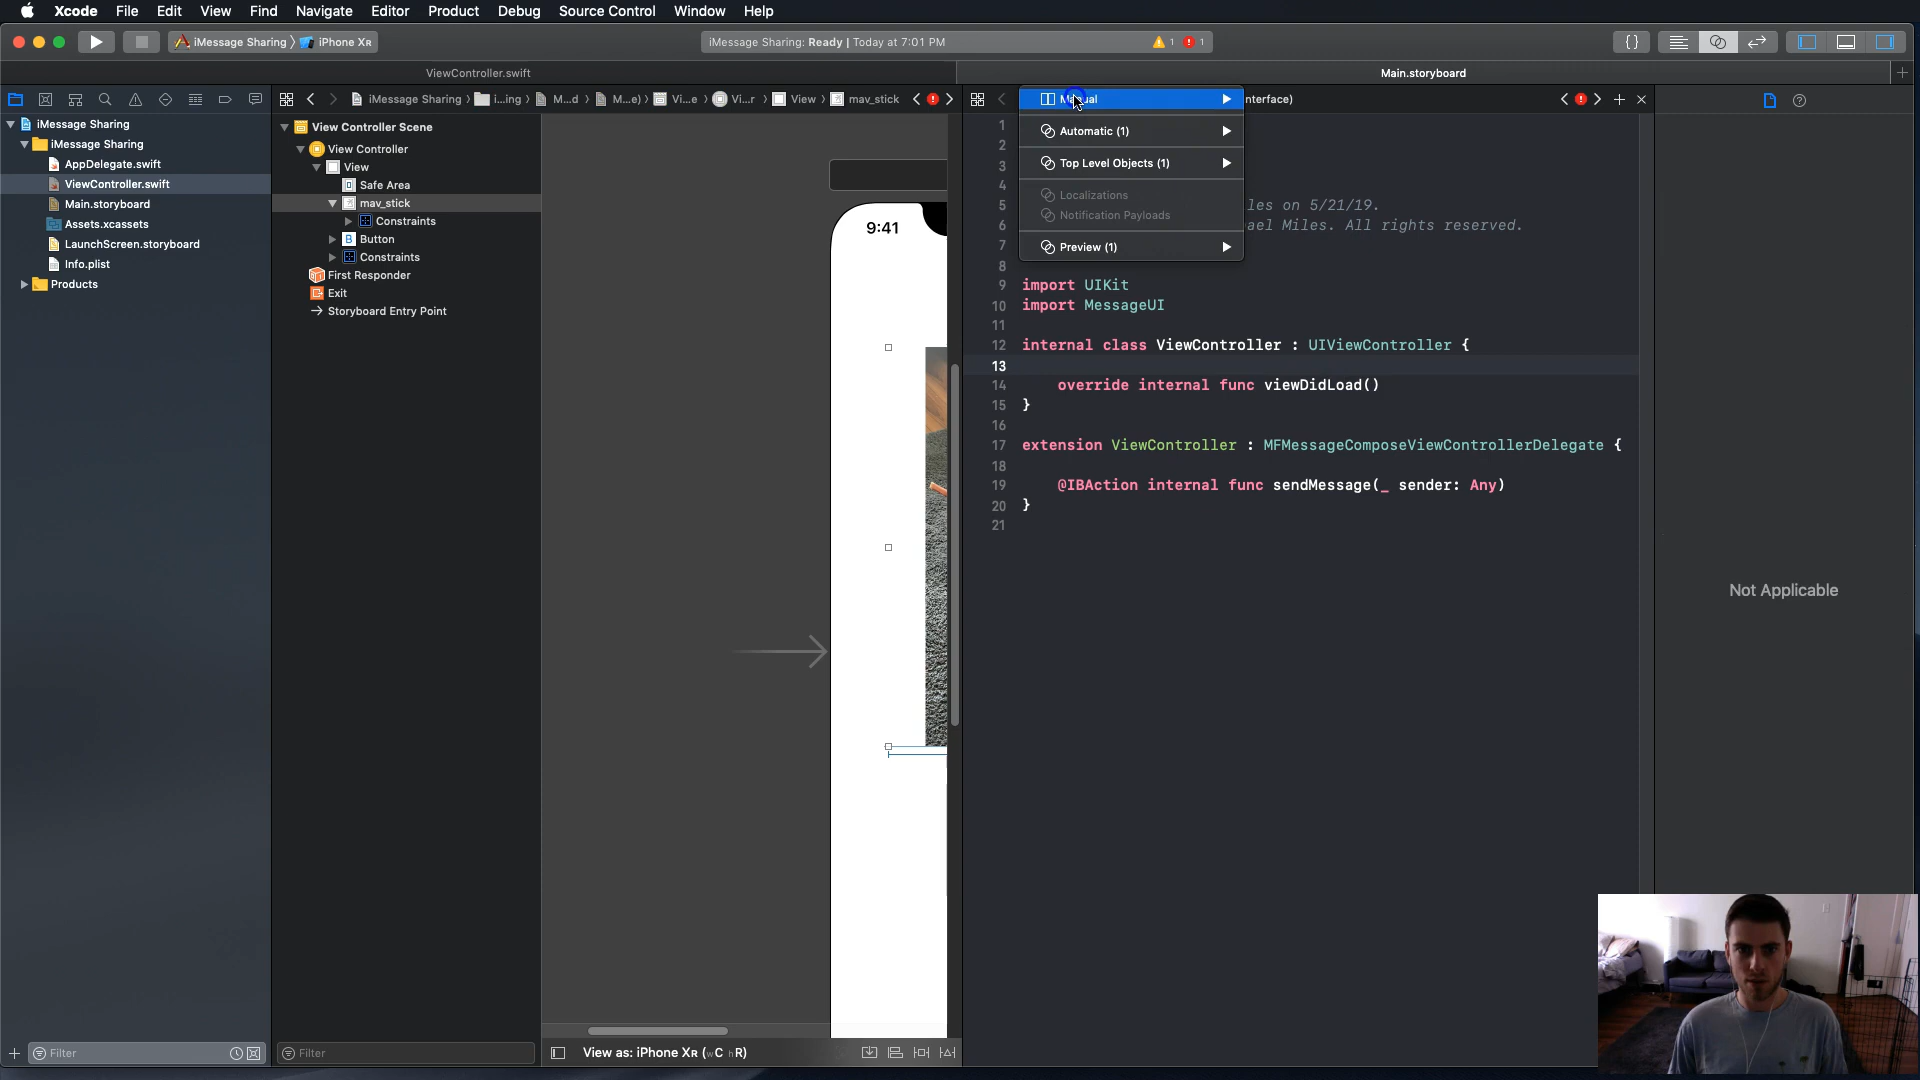 Xcode File Edit View Find Navigate Editor Product Debug Source Control Window Help
iMessage Sharing 〉 iPhone XR
iMessage Sharing: Ready | Today at 7:01 PM
1
1
ViewController.swift
Main.storyboard
iMessage Sharing
iMessage Sharing
AppDelegate.swift
ViewController.swift
Main.storyboard
Assets.xcassets
LaunchScreen.storyboard
Info.plist
Products
Filter
iMessage Sharing 〉 i...ing 〉 M...d 〉 M...e) 〉 Vi...e 〉 Vi...r 〉 View 〉 mav_stick
View Controller Scene
View Controller
View
Safe Area
mav_stick
Constraints
B Button
Constraints
First Responder
Exit
Storyboard Entry Point
Filter
9:41
View as: iPhone XR (wC hR)
Manual
Automatic (1)
Top Level Objects (1)
Localizations
Notification Payloads
Preview (1)
nterface)
1
2
3
4
5 les on 5/21/19.
6 ael Miles. All rights reserved.
7
8
9 import UIKit
10 import MessageUI
11
12 internal class ViewController : UIViewController {
13
14 override internal func viewDidLoad()
15 }
16
17 extension ViewController : MFMessageComposeViewControllerDelegate {
18
19 @IBAction internal func sendMessage(_ sender: Any)
20 }
21
Not Applicable